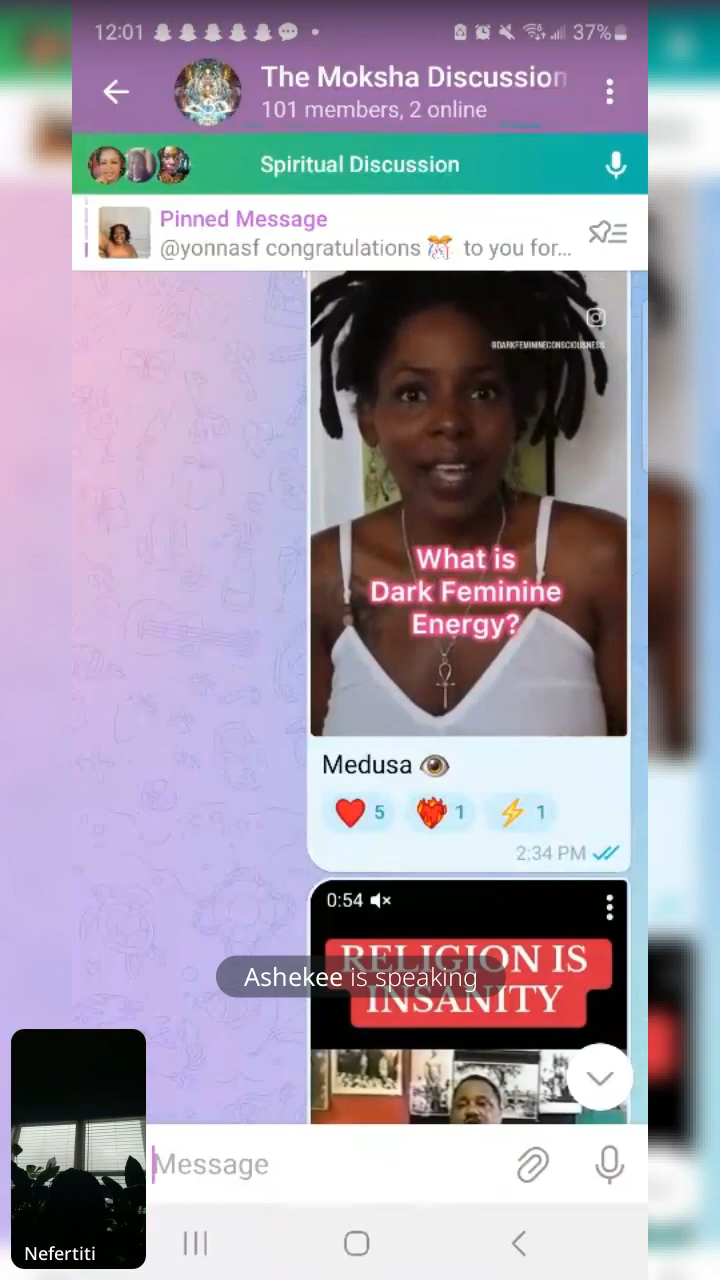 12:01
37%
The Moksha Discussion
101 members, 2 online
Spiritual Discussion
Pinned Message
@yonnasf congratulations 🎊 to you for...
@DARKFEMININECONSCIOUSNESS
What is
Dark Feminine
Energy?
Medusa 👁️
5
1
1
2:34 PM
0:54
RELIGION IS
INSANITY
Ashekee is speaking
Message
Nefertiti